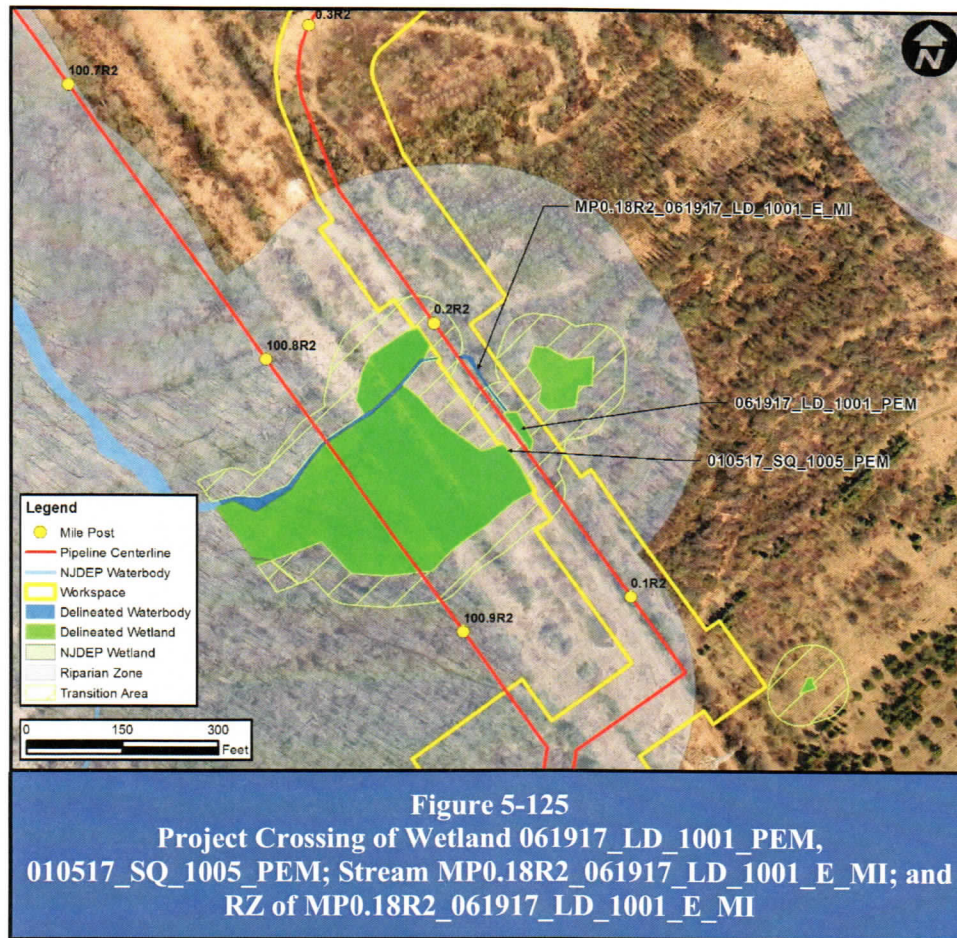 0.3R2
100.7R2
N
MP0.18R2_061917_LD_1001_E_MI
0.2R2
100.8R2
061917_LD_1001_PEM
010517_SQ_1005_PEM
Legend
Mile Post
Pipeline Centerline
NJDEP Waterbody
Workspace
Delineated Waterbody
Delineated Wetland
NJDEP Wetland
Riparian Zone
Transition Area
0.1R2
100.9R2
0 150 300
Feet
Figure 5-125
Project Crossing of Wetland 061917_LD_1001_PEM,
010517_SQ_1005_PEM; Stream MP0.18R2_061917_LD_1001_E_MI; and
RZ of MP0.18R2_061917_LD_1001_E_MI